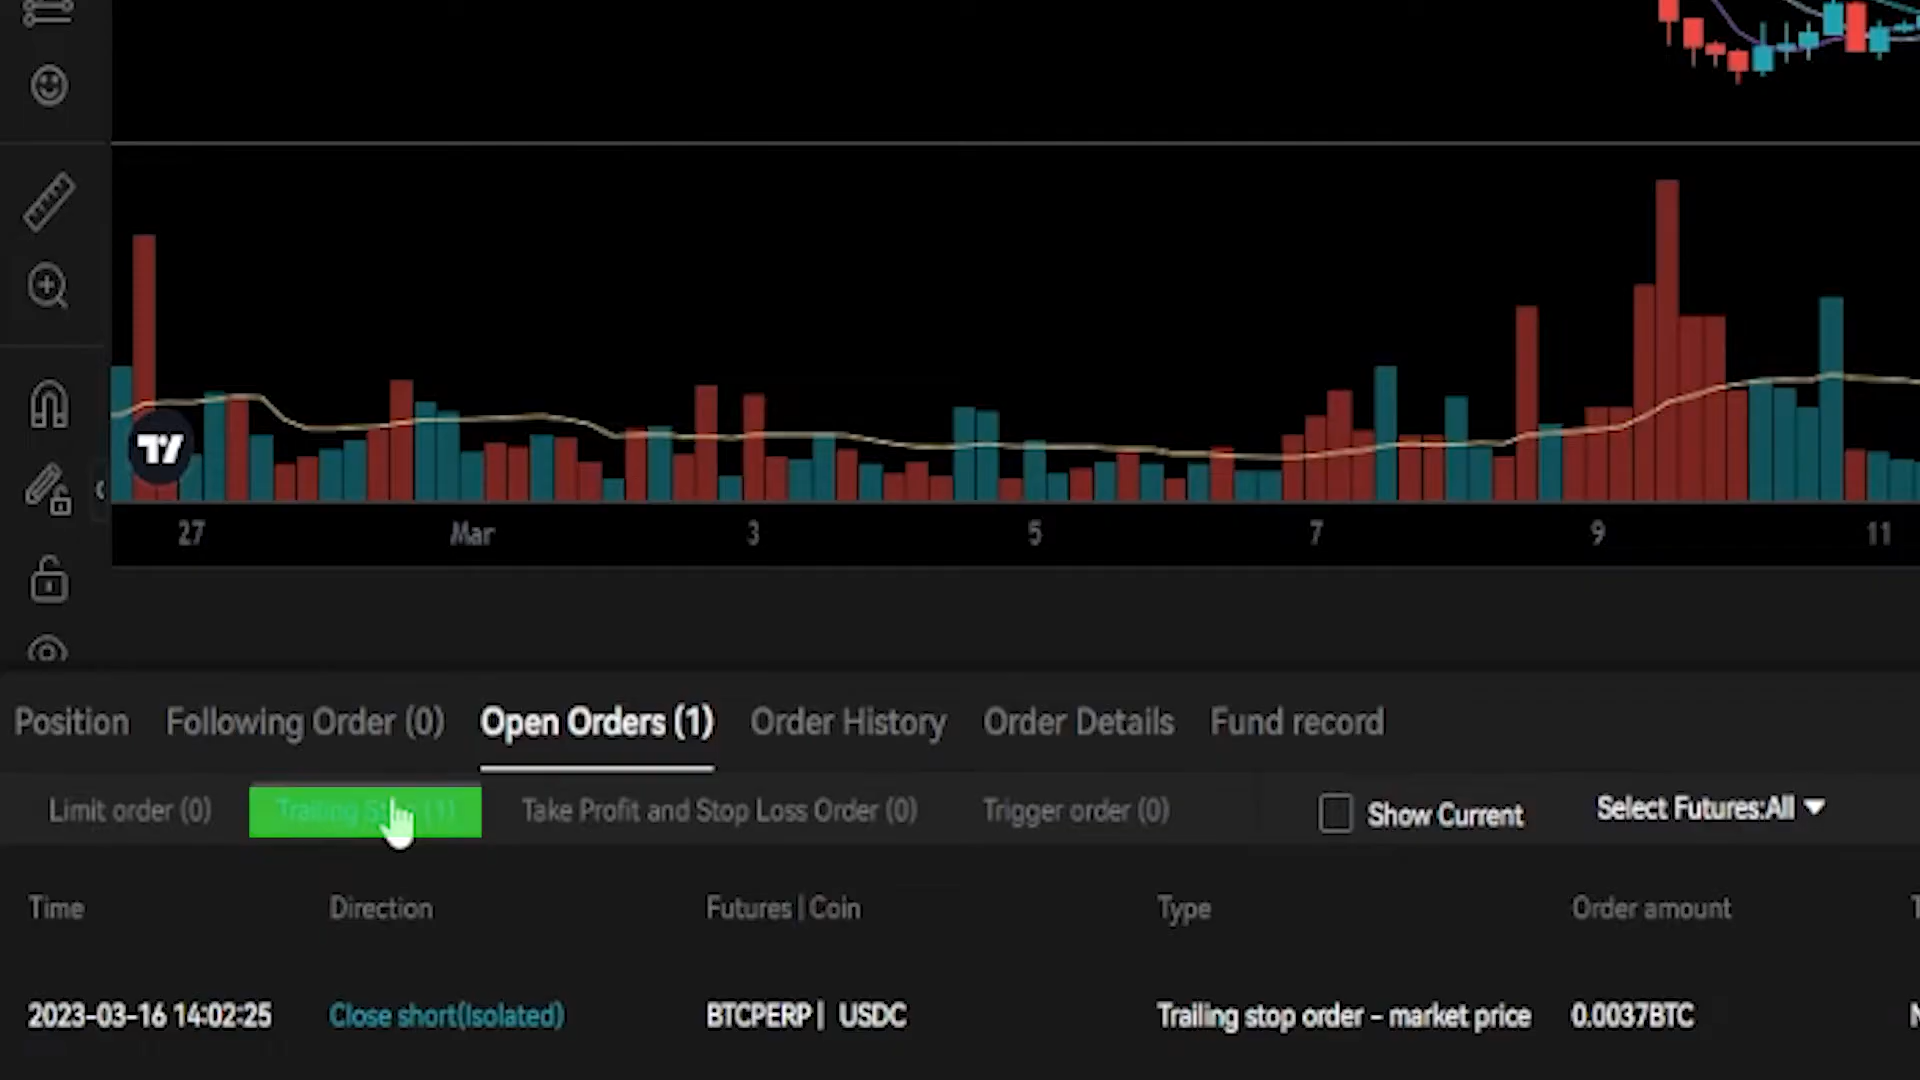 27 Mar 3 5 7 9 11
Position Following Order (0) Open Orders (1) Order History Order Details Fund record
Limit order (0) Trailing (1) Take Profit and Stop Loss Order (0) Trigger order (0) Show Current Select Futures:All
Time Direction Futures | Coin Type Order amount
2023-03-16 14:02:25 Close short(Isolated) BTCPERP | USDC Trailing stop order - market price 0.0037BTC